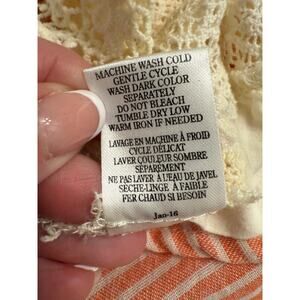 MACHINE WASH COLD
GENTLE CYCLE
WASH DARK COLOR
SEPARATELY
DO NOT BLEACH
TUMBLE DRY LOW
WARM IRON IF NEEDED
LAVAGE EN MACHINE À FROID
CYCLE DÉLICAT
LAVER COULEUR SOMBRE
SÉPARÉMENT
NE PAS LAVER A L'EAU DE JAVEL
SÈCHE-LINGE À FAIBLE
FER CHAUD SI BESOIN
Jan-16